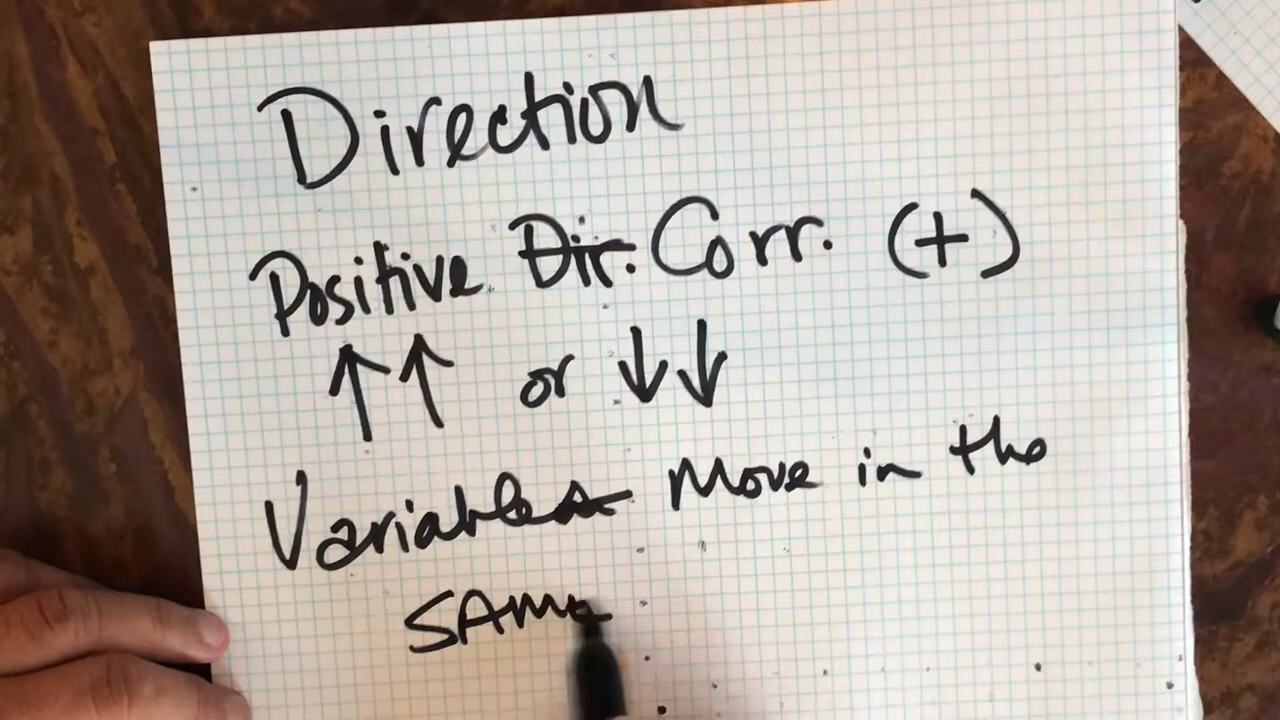 Direction
Positive Dir. Corr. (+)
↑↑ or ↓↓
Variables Move in the
SAME